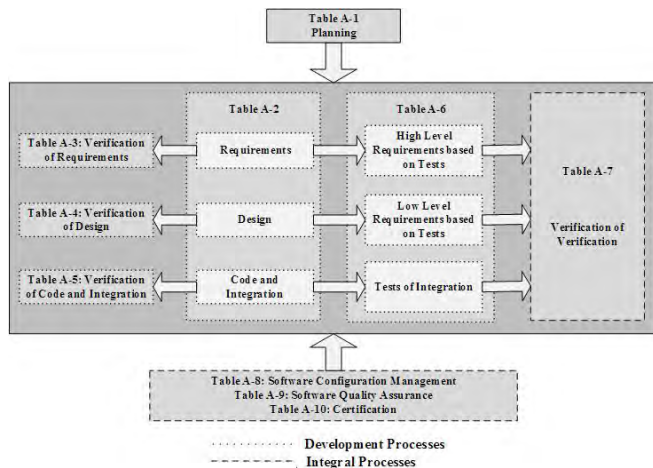 Table A-1
Planning
Table A-2
Table A-6
Table A-3: Verification
of Requirements
Requirements
High Level
Requirements based
on Tests
Table A-7
Verification of
Verification
Table A-4: Verification
of Design
Design
Low Level
Requirements based
on Tests
Table A-5: Verification
of Code and Integration
Code and
Integration
Tests of Integration
Table A-8: Software Configuration Management
Table A-9: Software Quality Assurance
Table A-10: Certification
Development Processes
Integral Processes